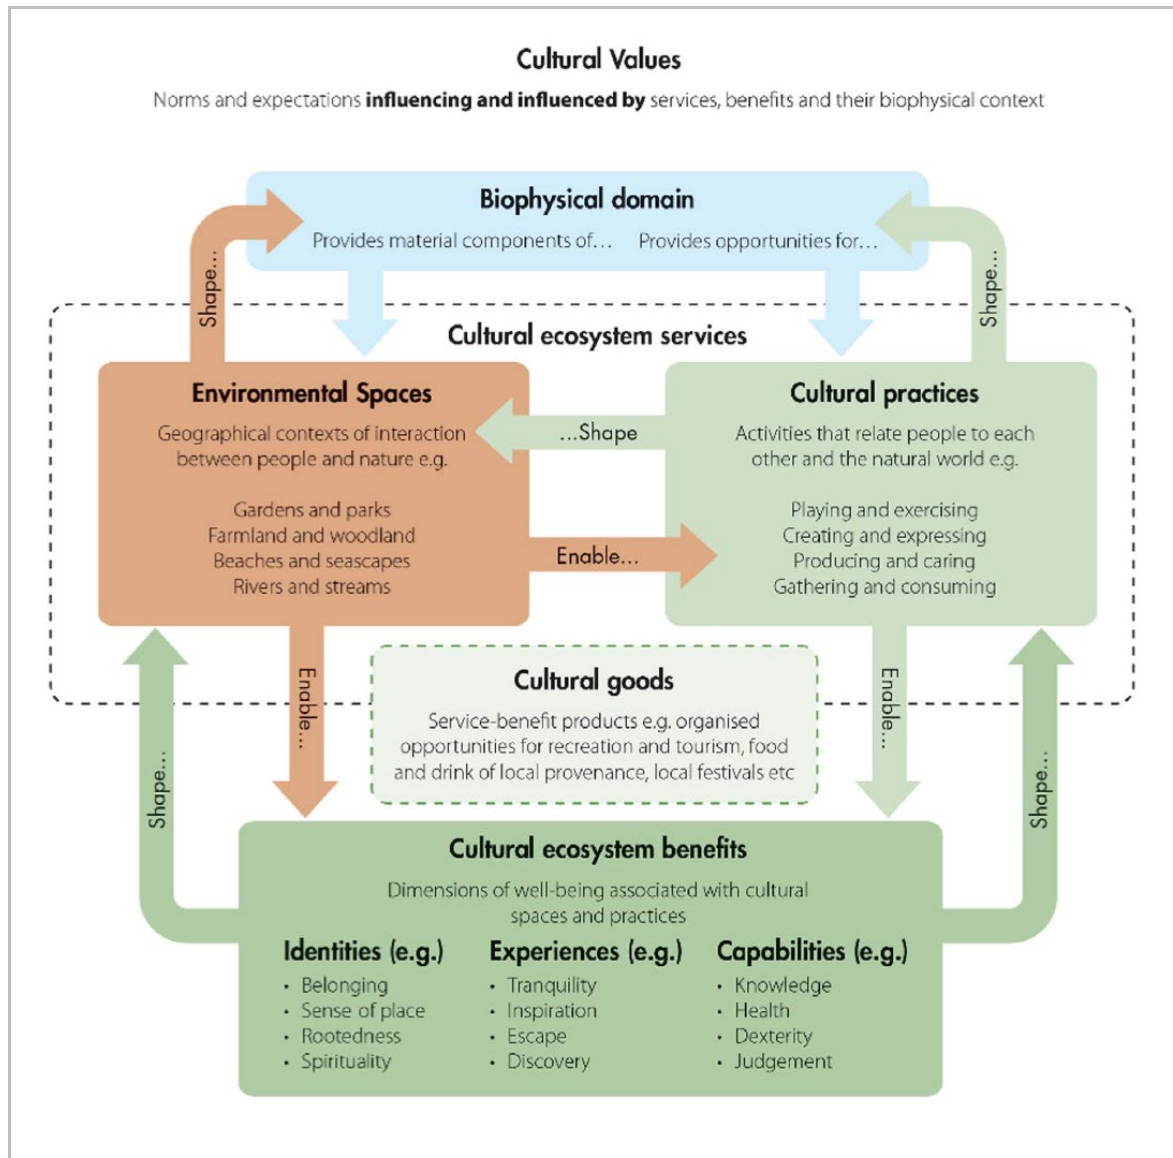 Cultural Values
Norms and expectations influencing and influenced by services, benefits and their biophysical context
Biophysical domain
Provides material components of...
Provides opportunities for...
Shape...
Shape...
Cultural ecosystem services
Environmental Spaces
Geographical contexts of interaction
between people and nature e.g.
Gardens and parks
Farmland and woodland
Beaches and seascapes
Rivers and streams
...Shape
Enable...
Cultural practices
Activities that relate people to each
other and the natural world e.g.
Playing and exercising
Creating and expressing
Producing and caring
Gathering and consuming
Enable...
Enable...
Cultural goods
Service-benefit products e.g. organised
opportunities for recreation and tourism, food
and drink of local provenance, local festivals etc
Shape...
Shape...
Cultural ecosystem benefits
Dimensions of well-being associated with cultural
spaces and practices
Identities (e.g.)
• Belonging
• Sense of place
• Rootedness
• Spirituality
Experiences (e.g.)
• Tranquility
• Inspiration
• Escape
• Discovery
Capabilities (e.g.)
• Knowledge
• Health
• Dexterity
• Judgement